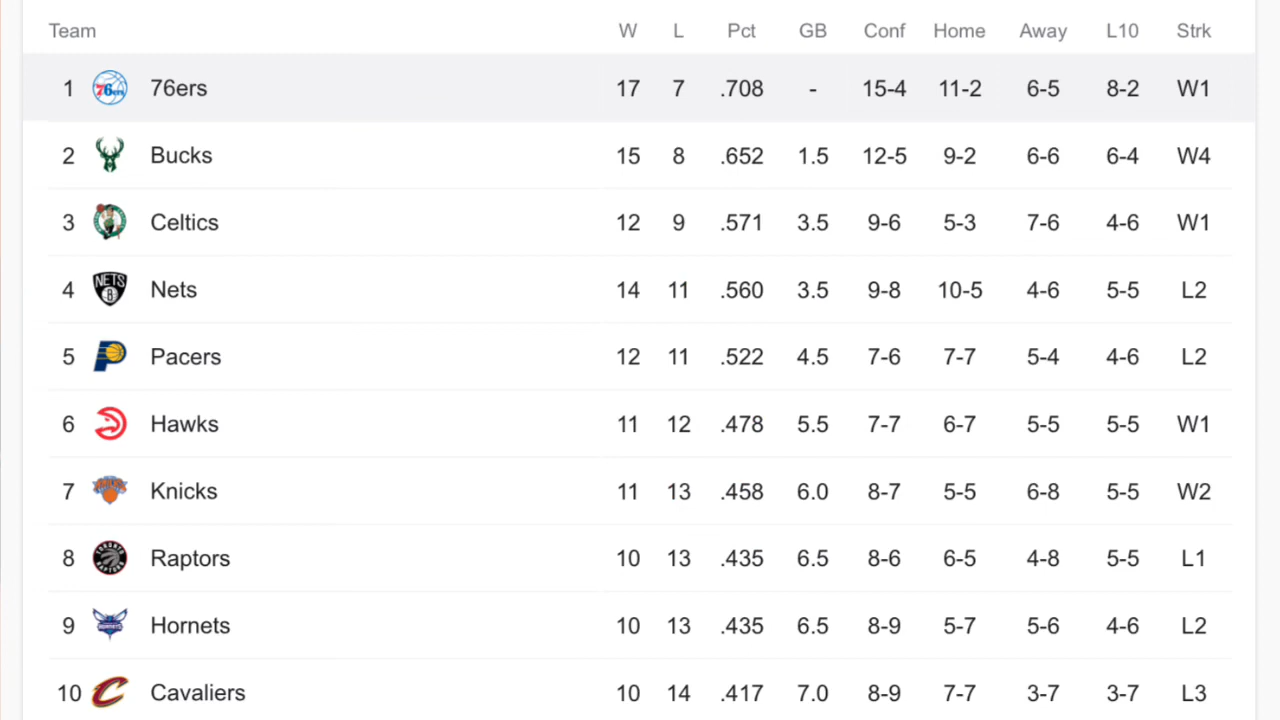 Team W L Pct GB Conf Home Away L10 Strk
1 76ers 76ers 17 7 .708 - 15-4 11-2 6-5 8-2 W1
2 Bucks 15 8 .652 1.5 12-5 9-2 6-6 6-4 W4
3 Celtics 12 9 .571 3.5 9-6 5-3 7-6 4-6 W1
4 NETS B Nets 14 11 .560 3.5 9-8 10-5 4-6 5-5 L2
5 Pacers 12 11 .522 4.5 7-6 7-7 5-4 4-6 L2
6 Hawks 11 12 .478 5.5 7-7 6-7 5-5 5-5 W1
7 Knicks 11 13 .458 6.0 8-7 5-5 6-8 5-5 W2
8 Raptors 10 13 .435 6.5 8-6 6-5 4-8 5-5 L1
9 Hornets 10 13 .435 6.5 8-9 5-7 5-6 4-6 L2
10 C Cavaliers 10 14 .417 7.0 8-9 7-7 3-7 3-7 L3